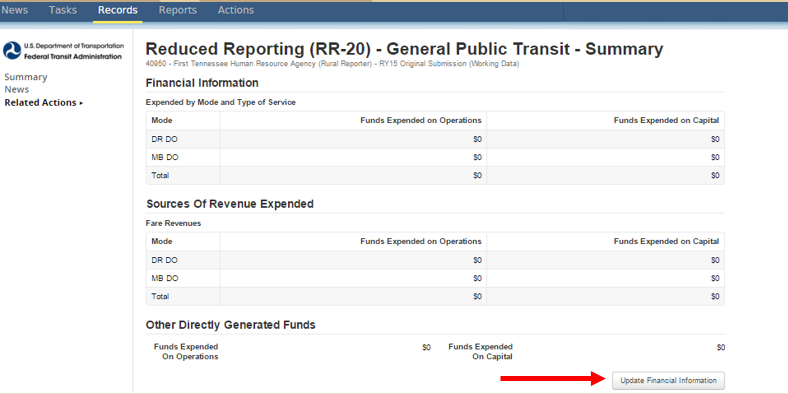 News Tasks Records Reports Actions
U.S. Department of Transportation
Federal Transit Administration
Summary
News
Related Actions ▸
Reduced Reporting (RR-20) - General Public Transit - Summary
40950 - First Tennessee Human Resource Agency (Rural Reporter) - RY15 Original Submission (Working Data)
Financial Information
Expended by Mode and Type of Service
Mode Funds Expended on Operations Funds Expended on Capital
DR DO $0 $0
MB DO $0 $0
Total $0 $0
Sources Of Revenue Expended
Fare Revenues
Mode Funds Expended on Operations Funds Expended on Capital
DR DO $0 $0
MB DO $0 $0
Total $0 $0
Other Directly Generated Funds
Funds Expended $0 Funds Expended $0
On Operations On Capital
Update Financial Information